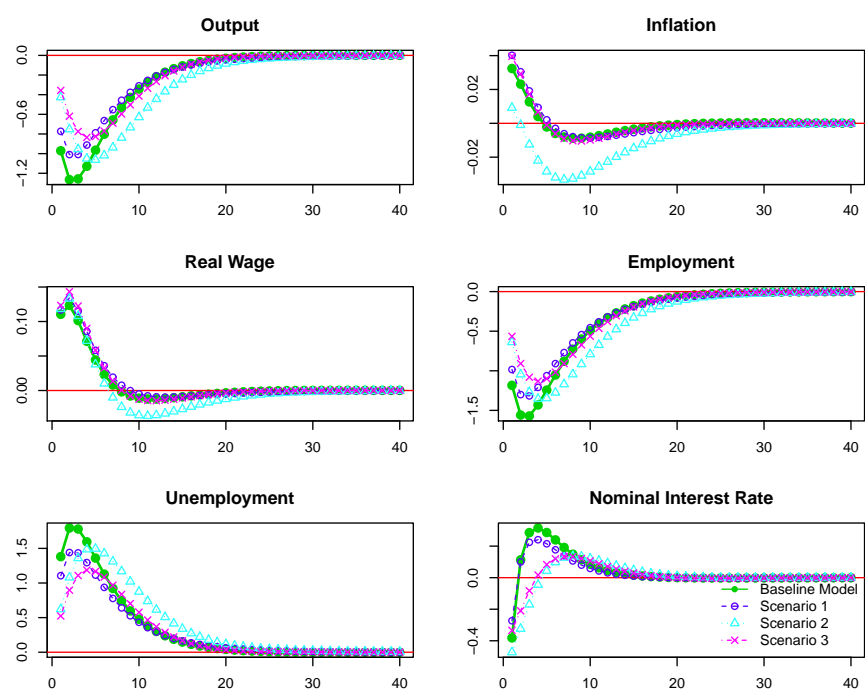 Output
0.0
-0.6
-1.2
0 10 20 30 40
Inflation
0.02
-0.02
0 10 20 30 40
Real Wage
0.10
0.00
0 10 20 30 40
Employment
0.0
-0.5
-1.5
0 10 20 30 40
Unemployment
1.5
1.0
0.5
0.0
0 10 20 30 40
Nominal Interest Rate
0.0
-0.4
0 10 20 30 40
Baseline Model
Scenario 1
Scenario 2
Scenario 3